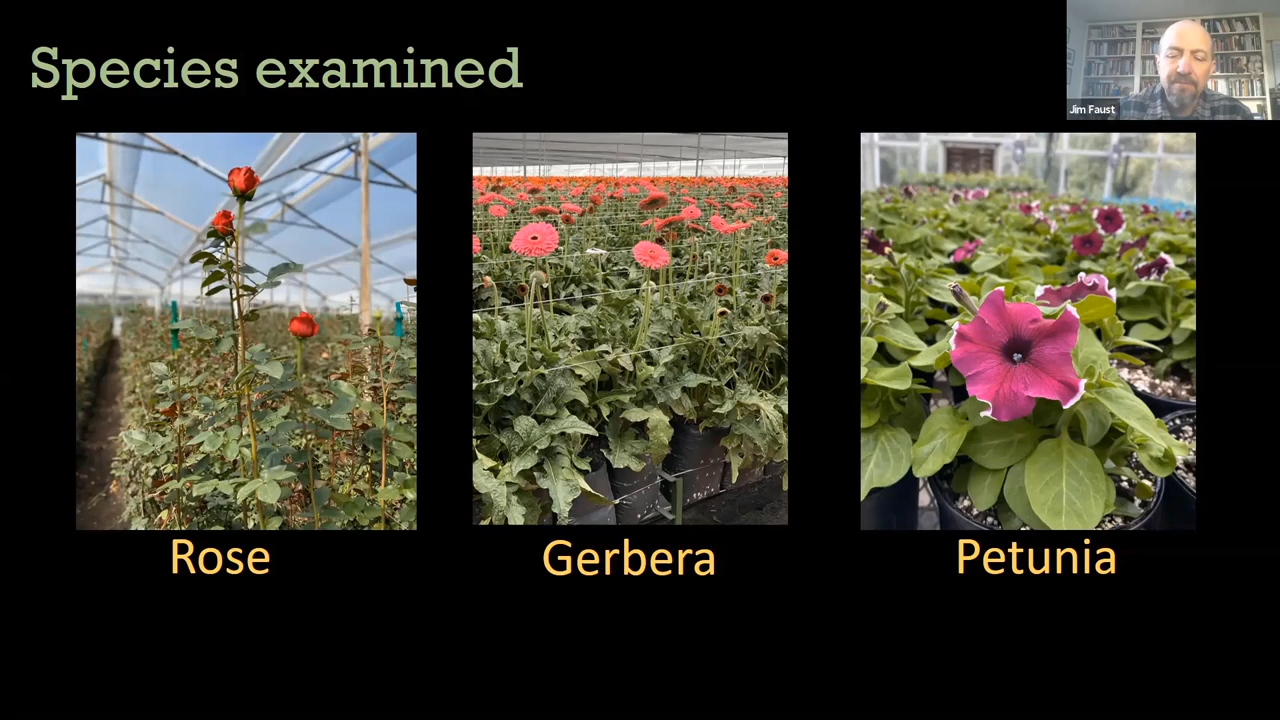 Species examined
Jim Faust
Rose
Gerbera
Petunia